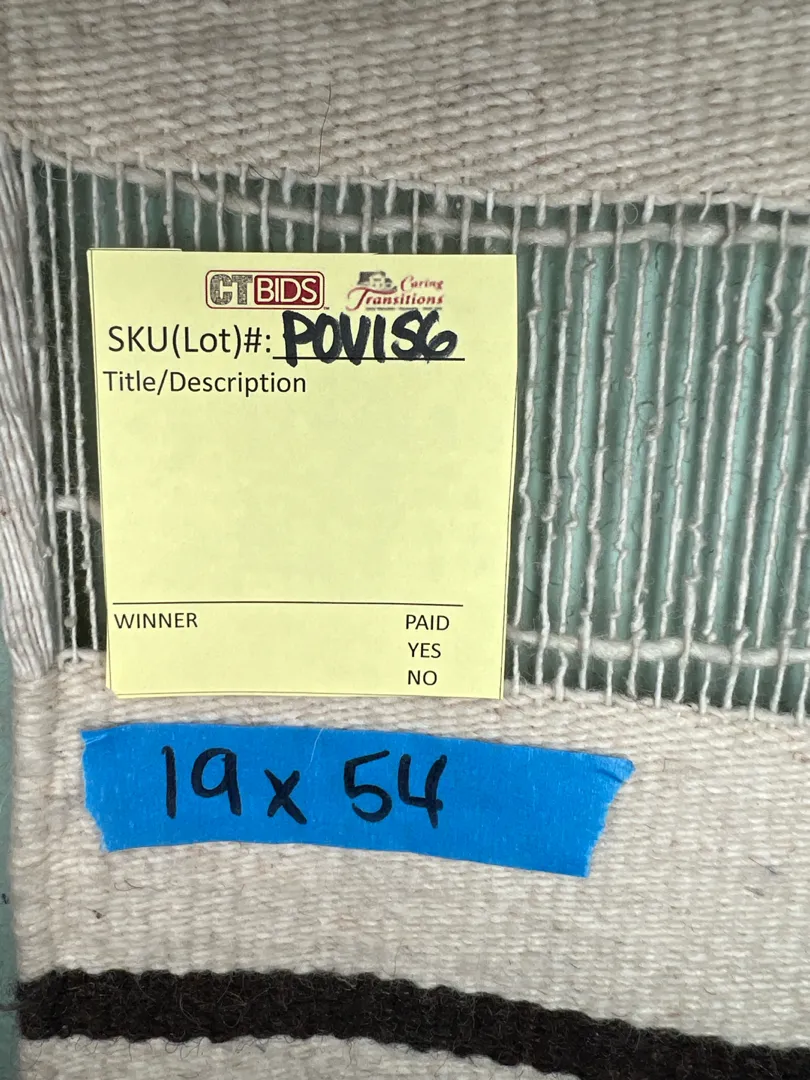 CTBIDS
Caring
Transitions
SKU(Lot)#: POV156
Title/Description
WINNER
PAID
YES
NO
19 x 54